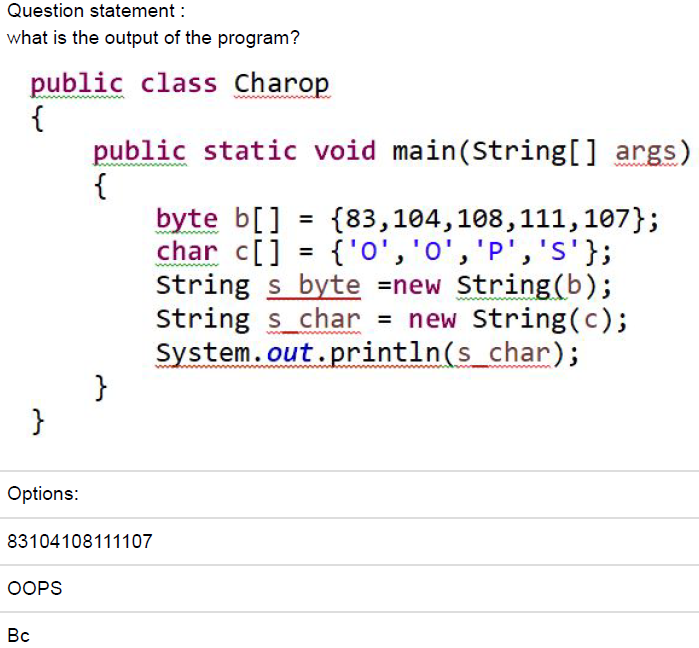 Question statement :
what is the output of the program?
public class Charop
{
public static void main(String[] args)
{
byte b[] = {83,104,108,111,107};
char c[] = {'O','O','P','S'};
String s_byte =new String(b);
String s_char = new String(c);
System.out.println(s_char);
}
}
Options:
83104108111107
OOPS
Bc